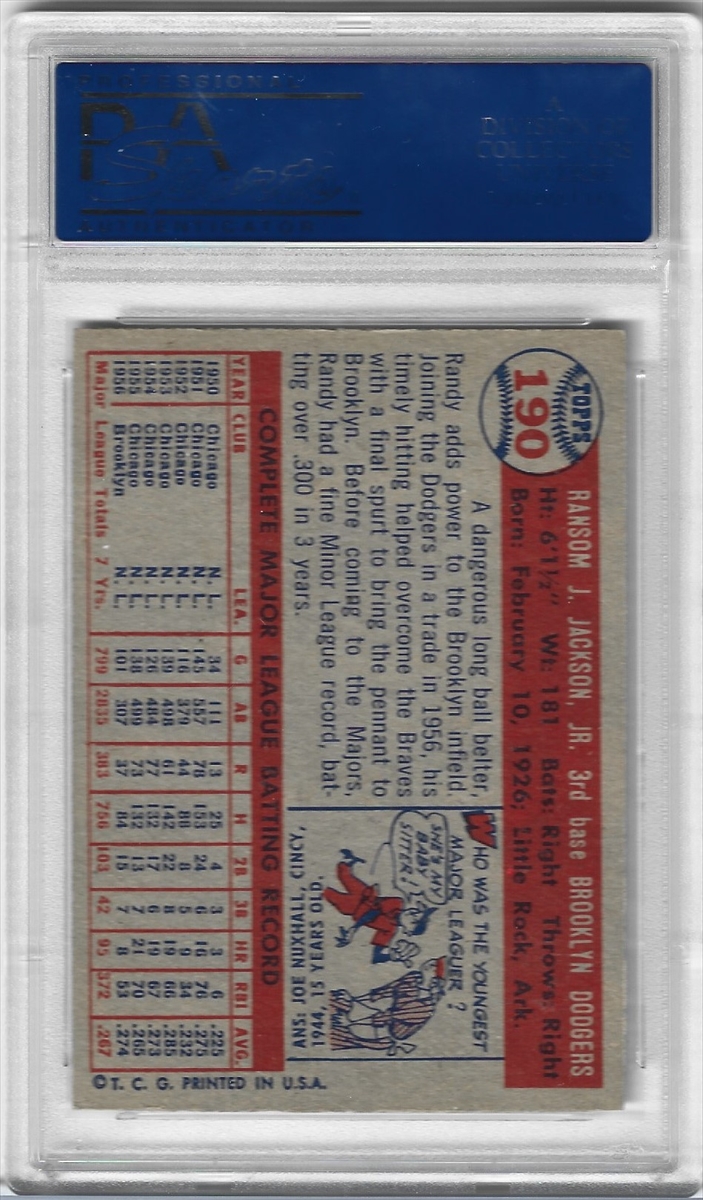 PROFESSIONAL
PSA
AUTHENTICATOR
A
DIVISION OF
COLLECTORS
TOPPS
190
RANSOM J. JACKSON, JR. 3rd base BROOKLYN DODGERS
Ht: 6'1½" Wt: 181 Bats: Right Throws: Right
Born: February 10, 1926; Little Rock, Ark.
A dangerous long ball belter,
Randy adds power to the Brooklyn infield.
Joining the Dodgers in a trade in 1956, his
timely hitting helped overcome the Braves
with a final spurt to bring the pennant to
Brooklyn. Before coming to the Majors,
Randy had a fine Minor League record, bat-
ting over .300 in 3 years.
WHO WAS THE YOUNGEST
MAJOR LEAGUER?
SHE'S MY
BABY
SITTER!
ANS: JOE NIXHALL, CINCY,
1944, 15 YEARS OLD.
COMPLETE MAJOR LEAGUE BATTING RECORD
YEAR CLUB LEA. G AB R H 2B 3B HR RBI AVG.
1950 Chicago N. L. 34 111 13 25 4 3 3 6 .225
1951 Chicago N. L. 145 557 78 153 24 6 16 76 .275
1952 Chicago N. L. 116 379 44 88 8 5 9 34 .232
1953 Chicago N. L. 139 498 61 142 22 8 19 66 .285
1954 Chicago N. L. 126 484 77 132 17 6 19 67 .273
1955 Chicago N. L. 138 499 73 132 13 7 21 70 .265
1956 Brooklyn N. L. 101 307 37 84 15 7 8 53 .274
Major League Totals 7 Yrs. 799 2835 383 756 103 42 95 372 .267
©T. C. G. PRINTED IN U.S.A.